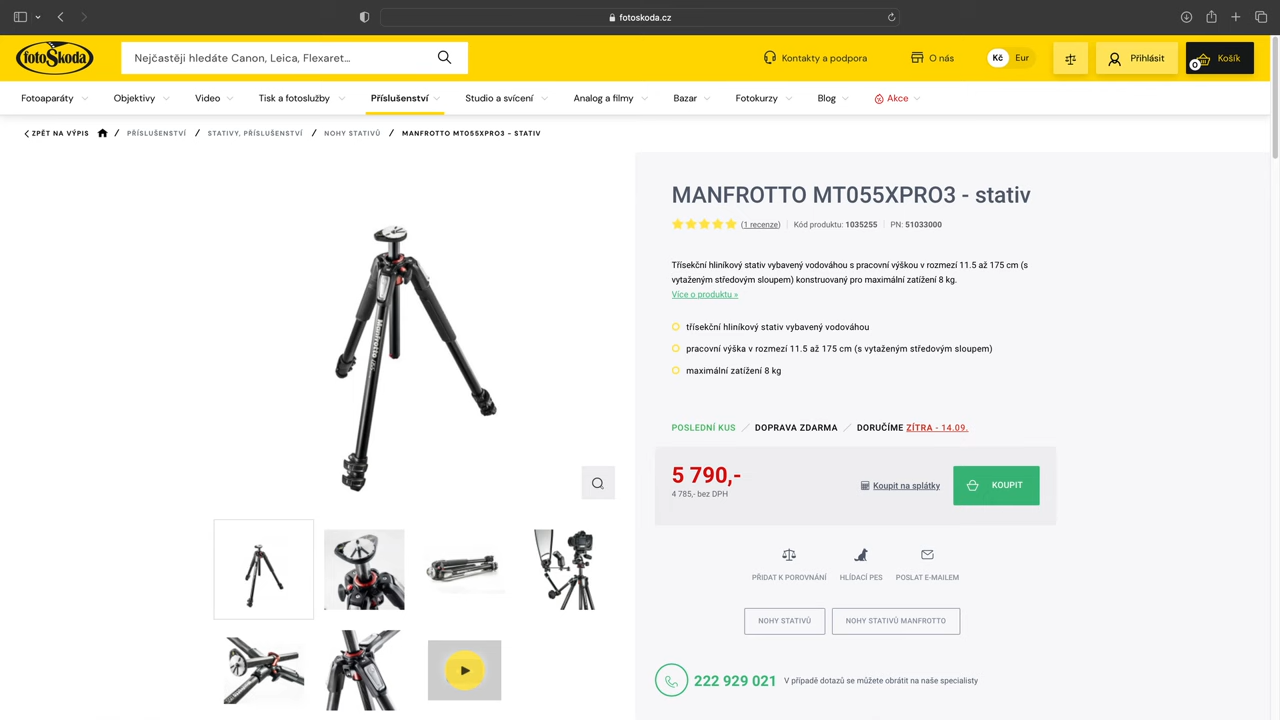 fotoskoda.cz
fotoŠkoda
Nejčastěji hledáte Canon, Leica, Flexaret...
Kontakty a podpora
O nás
Kč Eur
Přihlásit
0 Košík
Fotoaparáty Objektivy Video Tisk a fotoslužby Příslušenství Studio a svícení Analog a filmy Bazar Fotokurzy Blog Akce
ZPĚT NA VÝPIS / PŘÍSLUŠENSTVÍ / STATIVY, PŘÍSLUŠENSTVÍ / NOHY STATIVŮ / MANFROTTO MT055XPRO3 - STATIV
MANFROTTO MT055XPRO3 - stativ
(1 recenze) | Kód produktu: 1035255 | PN: 51033000
Třísekční hliníkový stativ vybavený vodováhou s pracovní výškou v rozmezí 11.5 až 175 cm (s
vytaženým středovým sloupem) konstruovaný pro maximální zatížení 8 kg.
Více o produktu »
třísekční hliníkový stativ vybavený vodováhou
pracovní výška v rozmezí 11.5 až 175 cm (s vytaženým středovým sloupem)
maximální zatížení 8 kg
POSLEDNÍ KUS / DOPRAVA ZDARMA / DORUČÍME ZÍTRA - 14.09.
5 790,-
4 785,- bez DPH
Koupit na splátky
KOUPIT
PŘIDAT K POROVNÁNÍ HLÍDACÍ PES POSLAT E-MAILEM
NOHY STATIVŮ NOHY STATIVŮ MANFROTTO
222 929 021 V případě dotazů se můžete obrátit na naše specialisty
Manfrotto